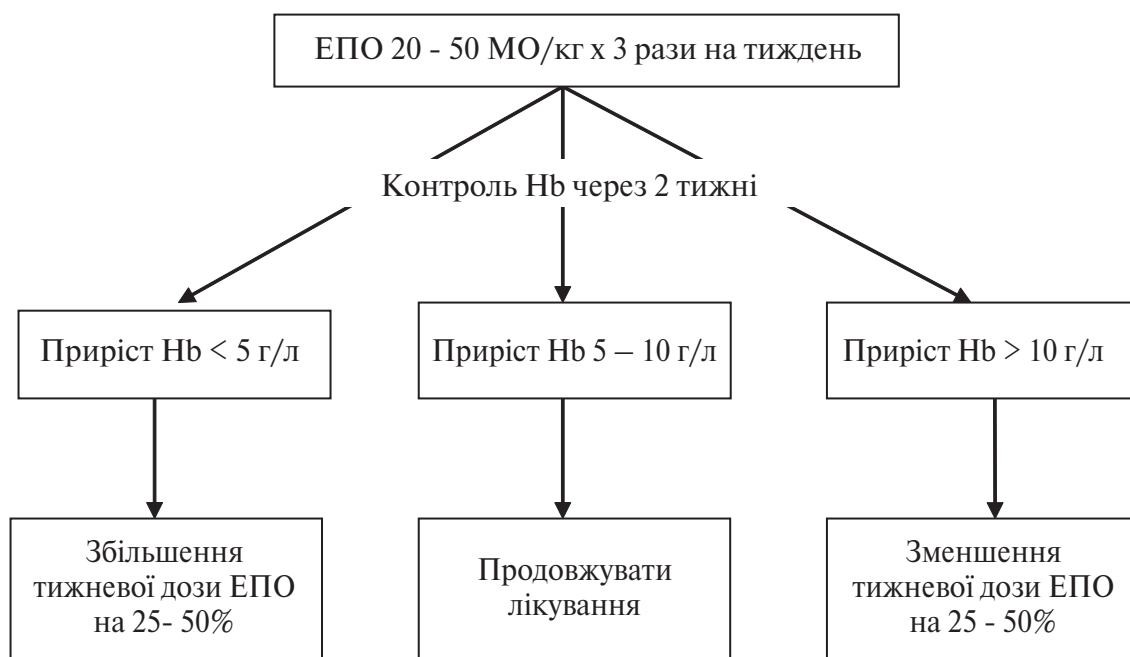 ЕПО 20 - 50 МО/кг х 3 рази на тиждень
Контроль Hb через 2 тижні
Приріст Hb < 5 г/л
Приріст Hb 5 – 10 г/л
Приріст Hb > 10 г/л
Збільшення
тижневої дози ЕПО
на 25- 50%
Продовжувати
лікування
Зменшення
тижневої дози ЕПО
на 25 - 50%